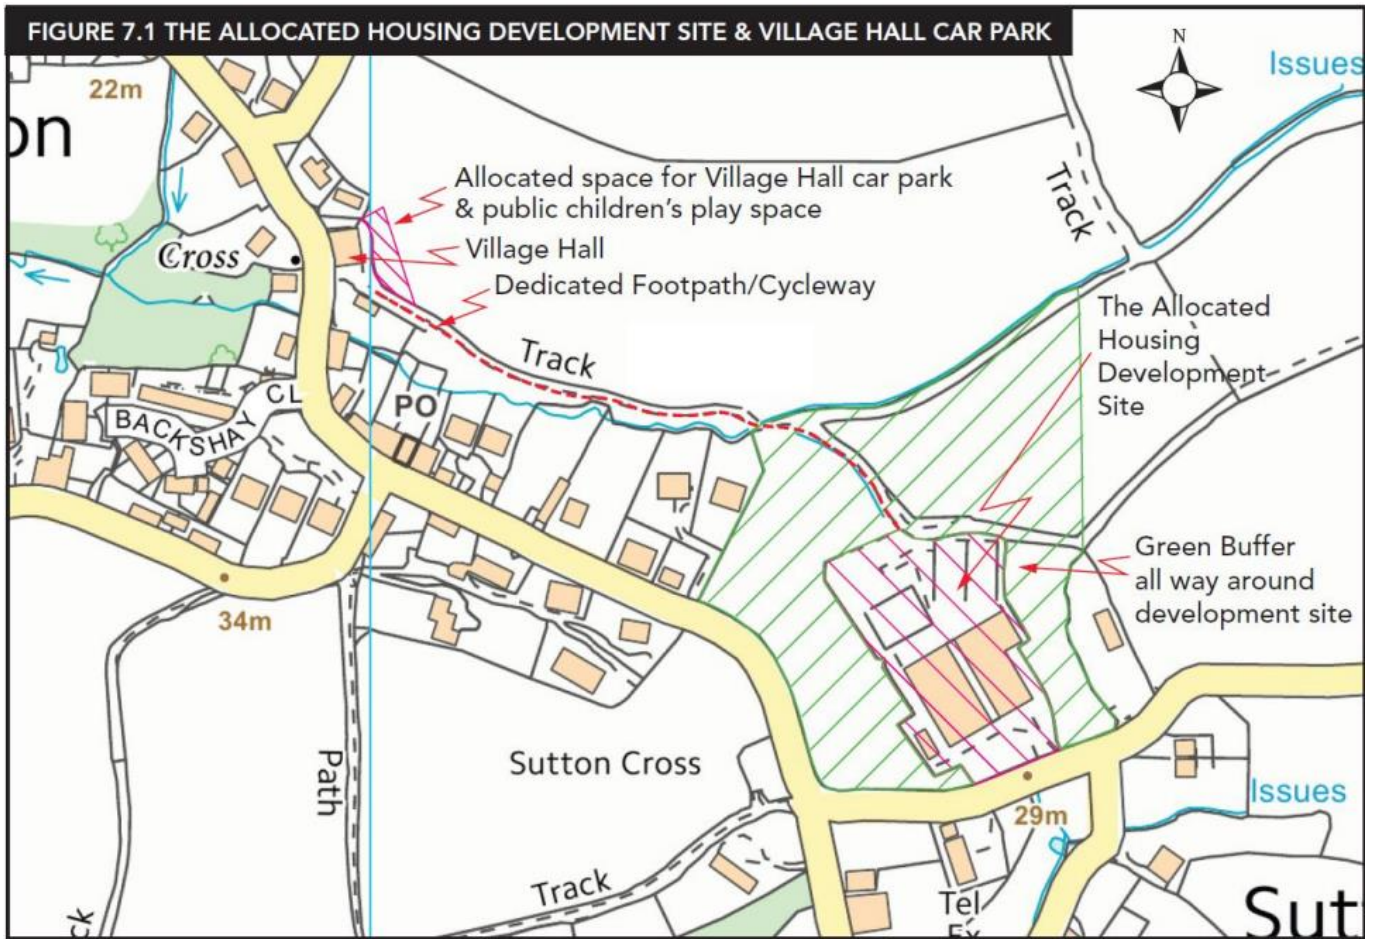 FIGURE 7.1 THE ALLOCATED HOUSING DEVELOPMENT SITE & VILLAGE HALL CAR PARK
N
Issues
22m
on
Allocated space for Village Hall car park
& public children's play space
Track
Village Hall
Cross
Dedicated Footpath/Cycleway
The Allocated
Housing
Development
Site
Track
PO
BACKSHAY CL
Green Buffer
all way around
development site
34m
Path
Sutton Cross
Issues
29m
Track
Tel
Ex
Sut
ck